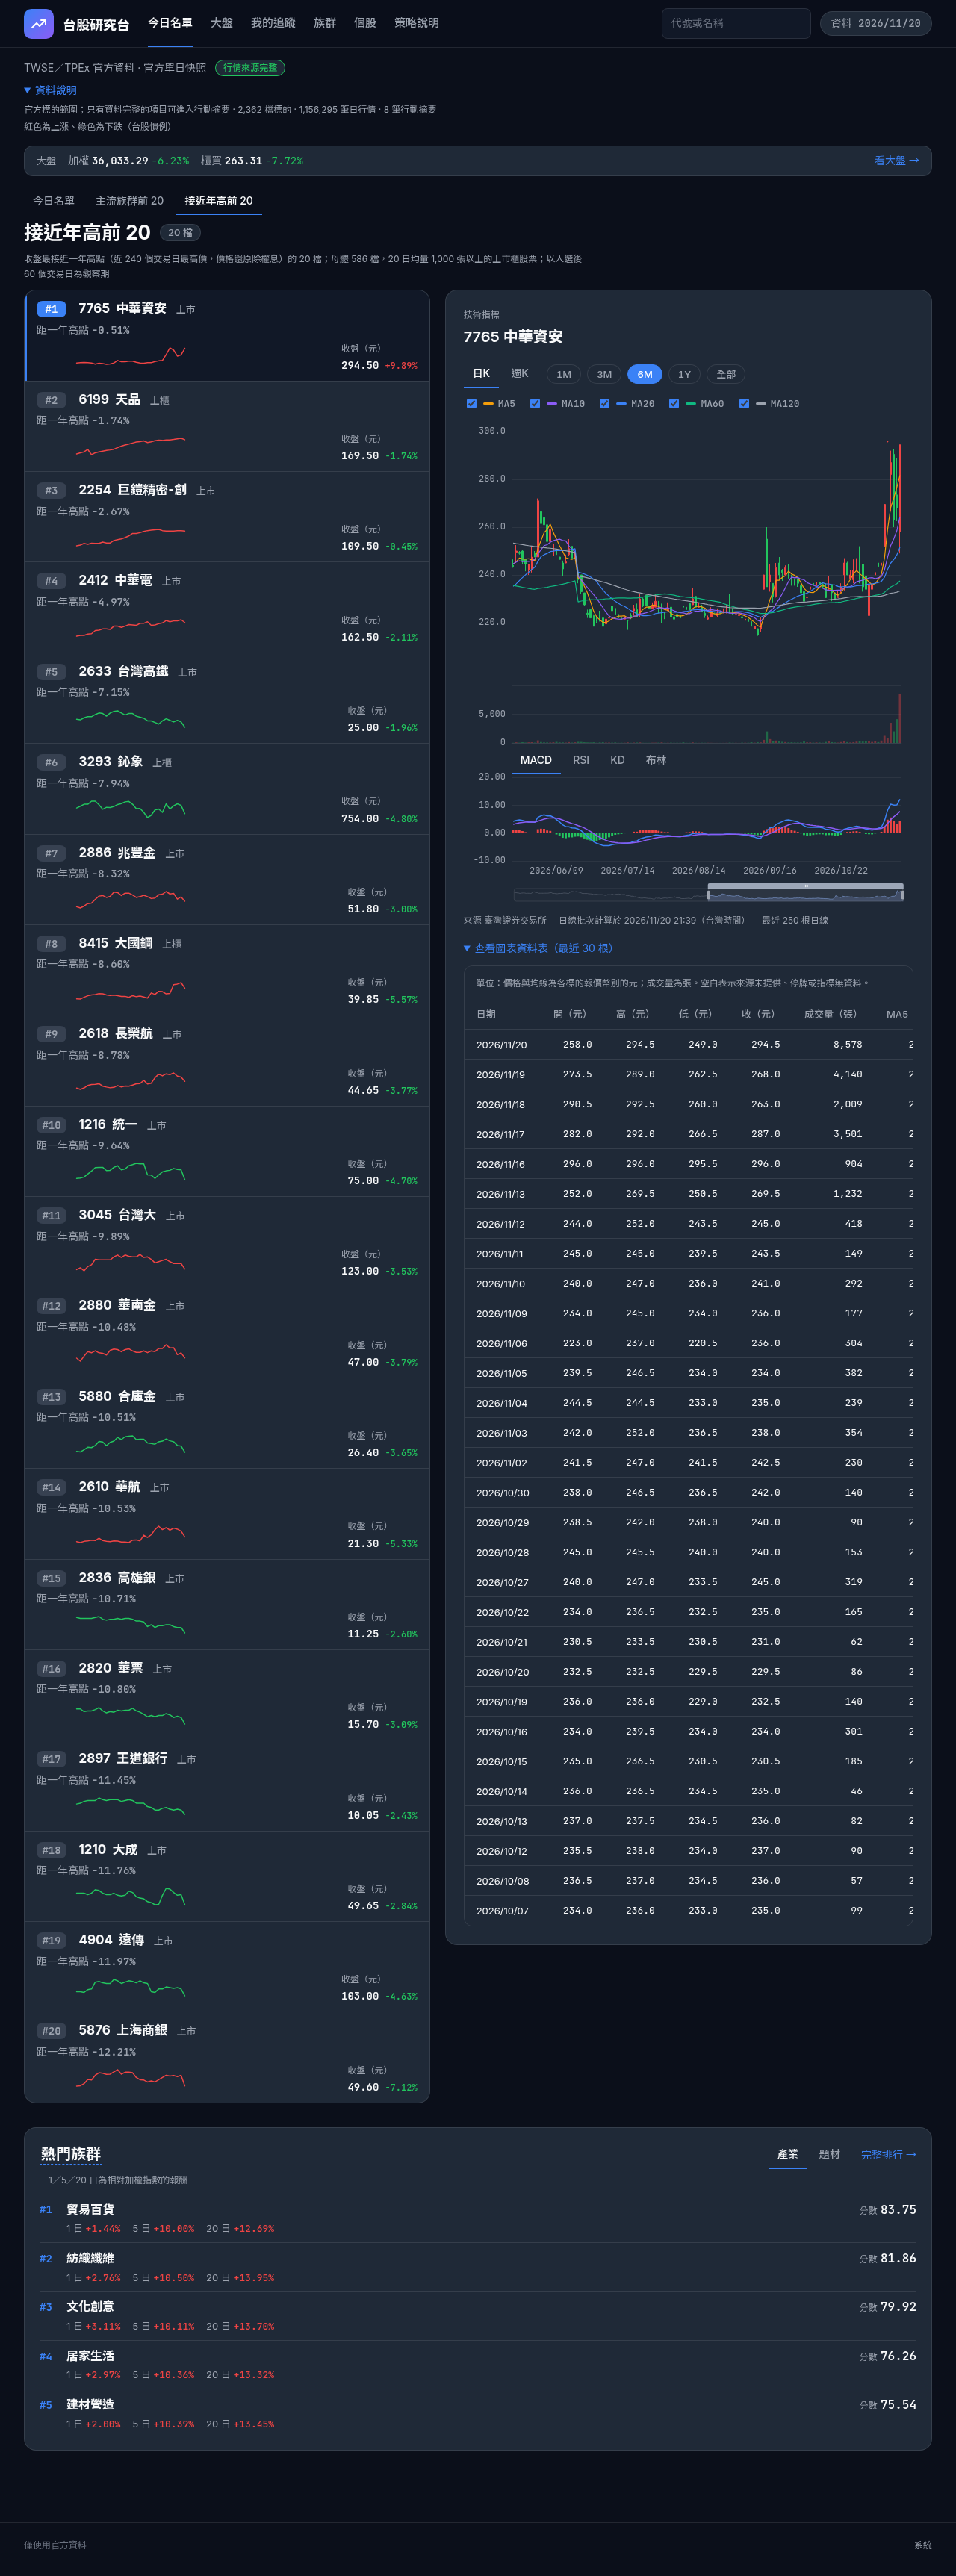 台股研究台 今日名單 大盤 我的追蹤 族群 個股 策略說明 代號或名稱 資料 2026/11/20
TWSE／TPEx 官方資料 · 官方單日快照 行情來源完整
▼ 資料說明
官方標的範圍；只有資料完整的項目可進入行動摘要 · 2,362 檔標的 · 1,156,295 筆日行情 · 8 筆行動摘要
紅色為上漲、綠色為下跌（台股慣例）
大盤 加權 36,033.29 -6.23% 櫃買 263.31 -7.72% 看大盤 →
今日名單 主流族群前 20 接近年高前 20
接近年高前 20 20 檔
收盤最接近一年高點（近 240 個交易日最高價，價格還原除權息）的 20 檔；母體 586 檔，20 日均量 1,000 張以上的上市櫃股票；以入選後
60 個交易日為觀察期
#1 7765 中華資安 上市
距一年高點 -0.51%
收盤（元）
294.50 +9.89%
#2 6199 天品 上櫃
距一年高點 -1.74%
收盤（元）
169.50 -1.74%
#3 2254 巨鎧精密-創 上市
距一年高點 -2.67%
收盤（元）
109.50 -0.45%
#4 2412 中華電 上市
距一年高點 -4.97%
收盤（元）
162.50 -2.11%
#5 2633 台灣高鐵 上市
距一年高點 -7.15%
收盤（元）
25.00 -1.96%
#6 3293 鈊象 上櫃
距一年高點 -7.94%
收盤（元）
754.00 -4.80%
#7 2886 兆豐金 上市
距一年高點 -8.32%
收盤（元）
51.80 -3.00%
#8 8415 大國鋼 上櫃
距一年高點 -8.60%
收盤（元）
39.85 -5.57%
#9 2618 長榮航 上市
距一年高點 -8.78%
收盤（元）
44.65 -3.77%
#10 1216 統一 上市
距一年高點 -9.64%
收盤（元）
75.00 -4.70%
#11 3045 台灣大 上市
距一年高點 -9.89%
收盤（元）
123.00 -3.53%
#12 2880 華南金 上市
距一年高點 -10.48%
收盤（元）
47.00 -3.79%
#13 5880 合庫金 上市
距一年高點 -10.51%
收盤（元）
26.40 -3.65%
#14 2610 華航 上市
距一年高點 -10.53%
收盤（元）
21.30 -5.33%
#15 2836 高雄銀 上市
距一年高點 -10.71%
收盤（元）
11.25 -2.60%
#16 2820 華票 上市
距一年高點 -10.80%
收盤（元）
15.70 -3.09%
#17 2897 王道銀行 上市
距一年高點 -11.45%
收盤（元）
10.05 -2.43%
#18 1210 大成 上市
距一年高點 -11.76%
收盤（元）
49.65 -2.84%
#19 4904 遠傳 上市
距一年高點 -11.97%
收盤（元）
103.00 -4.63%
#20 5876 上海商銀 上市
距一年高點 -12.21%
收盤（元）
49.60 -7.12%
技術指標
7765 中華資安
日K 週K 1M 3M 6M 1Y 全部
MA5 MA10 MA20 MA60 MA120
300.0
280.0
260.0
240.0
220.0
5,000
0
MACD RSI KD 布林
20.00
10.00
0.00
-10.00
2026/06/09 2026/07/14 2026/08/14 2026/09/16 2026/10/22
來源 臺灣證券交易所 日線批次計算於 2026/11/20 21:39（台灣時間） 最近 250 根日線
▼ 查看圖表資料表（最近 30 根）
單位：價格與均線為各標的報價幣別的元；成交量為張。空白表示來源未提供、停牌或指標無資料。
日期 開（元） 高（元） 低（元） 收（元） 成交量（張） MA5
2026/11/20 258.0 294.5 249.0 294.5 8,578 2
2026/11/19 273.5 289.0 262.5 268.0 4,140 2
2026/11/18 290.5 292.5 260.0 263.0 2,009 2
2026/11/17 282.0 292.0 266.5 287.0 3,501 2
2026/11/16 296.0 296.0 295.5 296.0 904 2
2026/11/13 252.0 269.5 250.5 269.5 1,232 2
2026/11/12 244.0 252.0 243.5 245.0 418 2
2026/11/11 245.0 245.0 239.5 243.5 149 2
2026/11/10 240.0 247.0 236.0 241.0 292 2
2026/11/09 234.0 245.0 234.0 236.0 177 2
2026/11/06 223.0 237.0 220.5 236.0 304 2
2026/11/05 239.5 246.5 234.0 234.0 382 2
2026/11/04 244.5 244.5 233.0 235.0 239 2
2026/11/03 242.0 252.0 236.5 238.0 354 2
2026/11/02 241.5 247.0 241.5 242.5 230 2
2026/10/30 238.0 246.5 236.5 242.0 140 2
2026/10/29 238.5 242.0 238.0 240.0 90 2
2026/10/28 245.0 245.5 240.0 240.0 153 2
2026/10/27 240.0 247.0 233.5 245.0 319 2
2026/10/22 234.0 236.5 232.5 235.0 165 2
2026/10/21 230.5 233.5 230.5 231.0 62 2
2026/10/20 232.5 232.5 229.5 229.5 86 2
2026/10/19 236.0 236.0 229.0 232.5 140 2
2026/10/16 234.0 239.5 234.0 234.0 301 2
2026/10/15 235.0 236.5 230.5 230.5 185 2
2026/10/14 236.0 236.5 234.5 235.0 46 2
2026/10/13 237.0 237.5 234.5 236.0 82 2
2026/10/12 235.5 238.0 234.0 237.0 90 2
2026/10/08 236.5 237.0 234.5 236.0 57 2
2026/10/07 234.0 236.0 233.0 235.0 99 2
熱門族群 產業 題材 完整排行 →
1／5／20 日為相對加權指數的報酬
#1 貿易百貨 分數 83.75
1 日 +1.44% 5 日 +10.00% 20 日 +12.69%
#2 紡織纖維 分數 81.86
1 日 +2.76% 5 日 +10.50% 20 日 +13.95%
#3 文化創意 分數 79.92
1 日 +3.11% 5 日 +10.11% 20 日 +13.70%
#4 居家生活 分數 76.26
1 日 +2.97% 5 日 +10.36% 20 日 +13.32%
#5 建材營造 分數 75.54
1 日 +2.00% 5 日 +10.39% 20 日 +13.45%
僅使用官方資料 系統